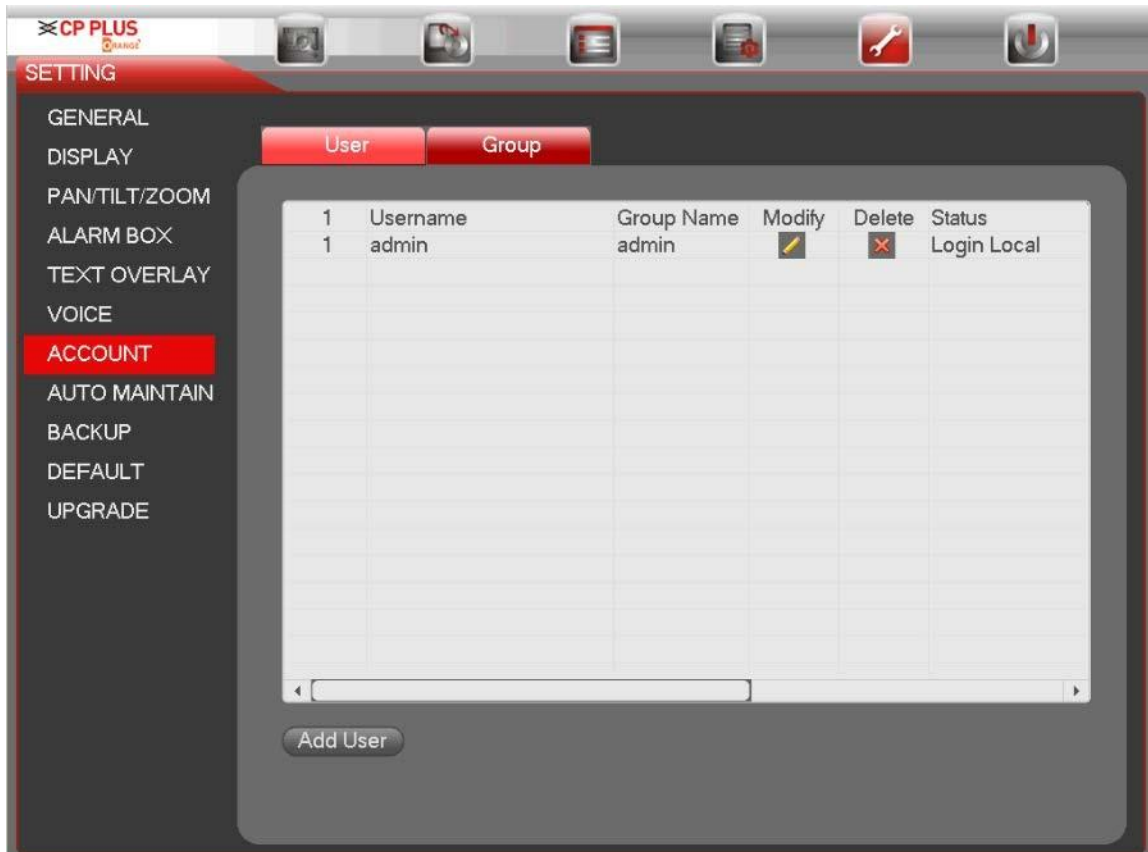 CP PLUS
ORANGE
SETTING
GENERAL
DISPLAY
PAN/TILT/ZOOM
ALARM BOX
TEXT OVERLAY
VOICE
ACCOUNT
AUTO MAINTAIN
BACKUP
DEFAULT
UPGRADE
User Group
1 Username Group Name Modify Delete Status
1 admin admin Login Local
Add User